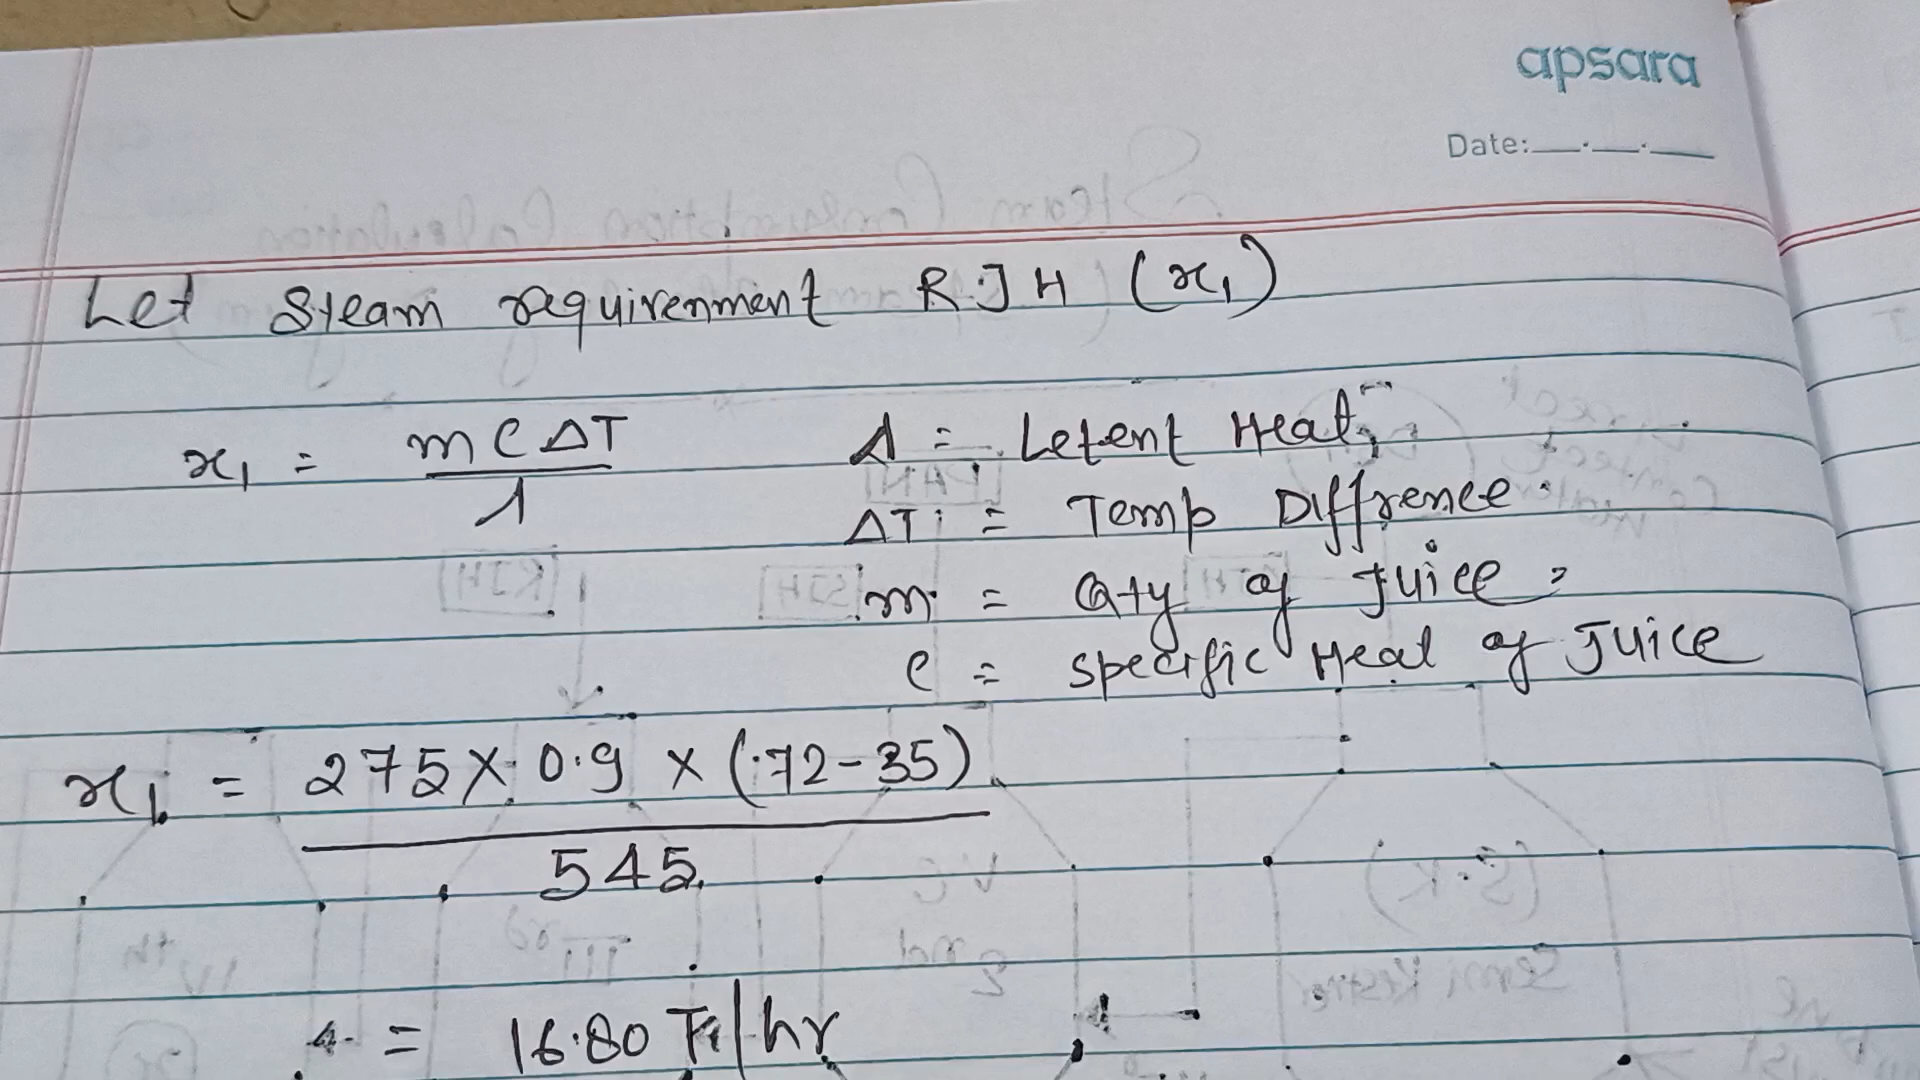 apsara
Date:
Let Steam requirenment R.J H (x₁)
x₁ = mCΔT / λ
λ = Letent Heat,
ΔT = Temp Diffrence
m = Qty of Juice
C = Specific Heat of Juice
x₁ = 275 × 0.9 × (72-35) / 545
= 16.80 T/hr